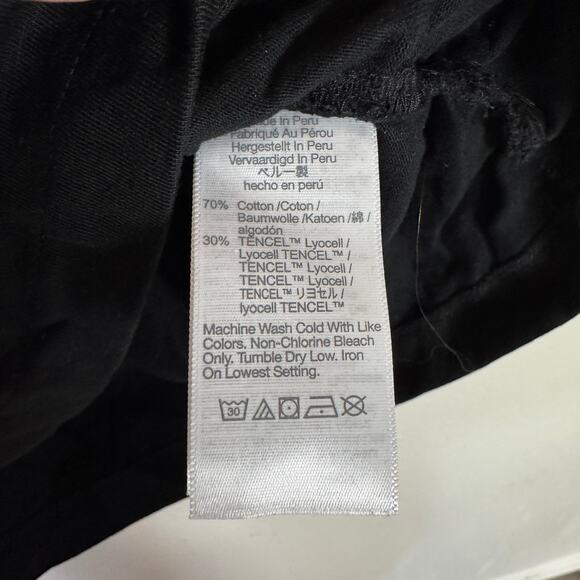 In Peru
Fabriqué Au Pérou
Hergestellt In Peru
Vervaardigd In Peru
ペルー製
hecho en perú
70% Cotton /Coton /
Baumwolle /Katoen /綿/
algodón
30% TENCEL™ Lyocell /
Lyocell TENCEL™ /
TENCEL™ Lyocell /
TENCEL™ Lyocell /
TENCEL™ リヨセル /
lyocell TENCEL™
Machine Wash Cold With Like
Colors. Non-Chlorine Bleach
Only. Tumble Dry Low. Iron
On Lowest Setting.
30